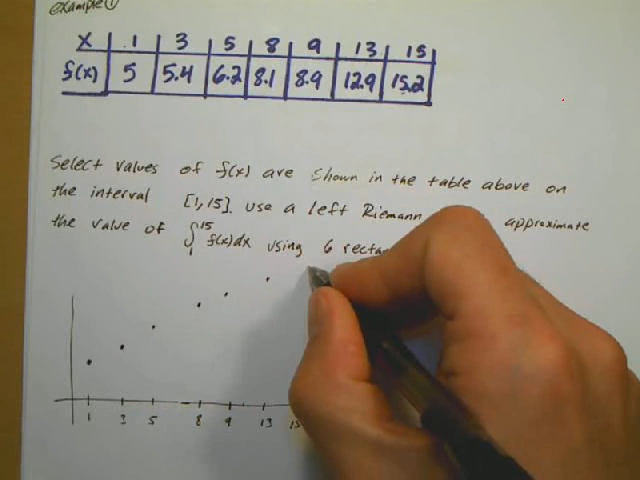 example ①
x 1 3 5 8 9 13 15
f(x) 5 5.4 6.2 8.1 8.9 12.9 15.2
Select values of f(x) are shown in the table above on
the interval [1, 15]. Use a left Riemann approximate
the value of ∫₁¹⁵ f(x)dx using 6
1 3 5 8 9 13 15